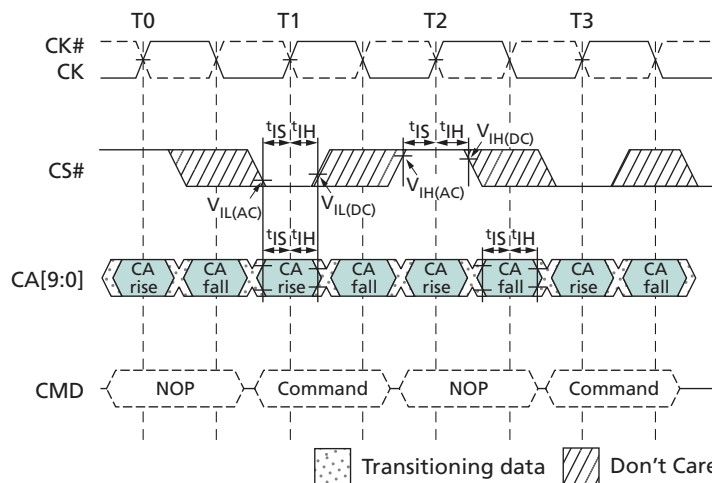 T0 T1 T2 T3
CK#
CK
tIS tIH tIS tIH VIH(DC)
CS#
VIL(AC) VIL(DC) VIH(AC)
tIS tIH tIS tIH
CA[9:0] CA rise CA fall CA rise CA fall CA rise CA fall CA rise CA fall
CMD NOP Command NOP Command
Transitioning data Don't Care